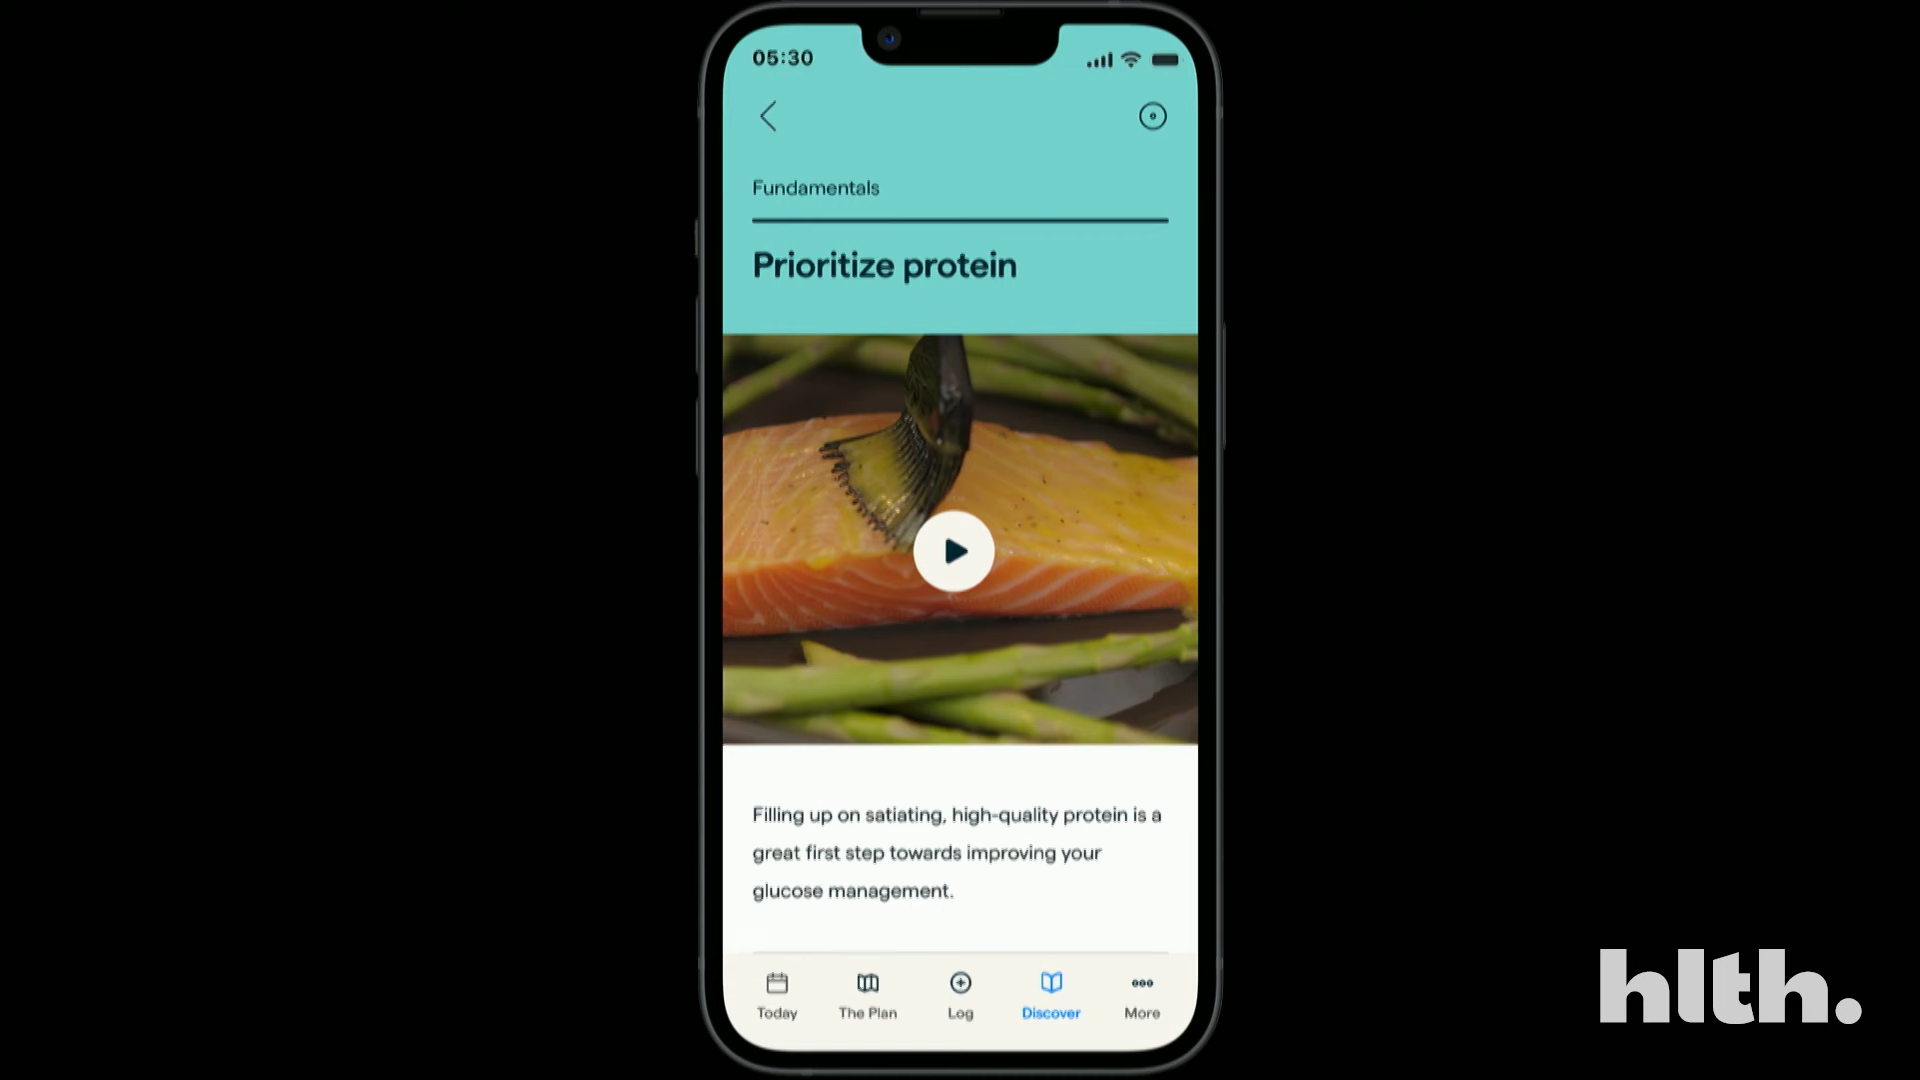 05:30
Fundamentals
Prioritize protein
Filling up on satiating, high-quality protein is a
great first step towards improving your
glucose management.
Today
The Plan
Log
Discover
More
hlth.